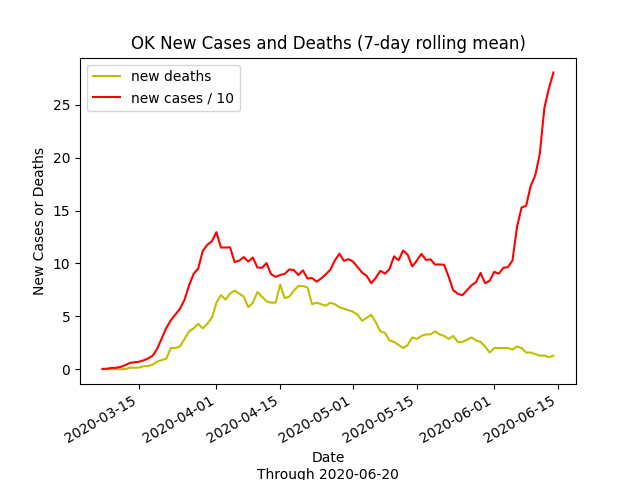 OK New Cases and Deaths (7-day rolling mean)
new deaths
new cases / 10
New Cases or Deaths
25
20
15
10
5
0
2020-03-15
2020-04-01
2020-04-15
2020-05-01
2020-05-15
2020-06-01
2020-06-15
Date
Through 2020-06-20